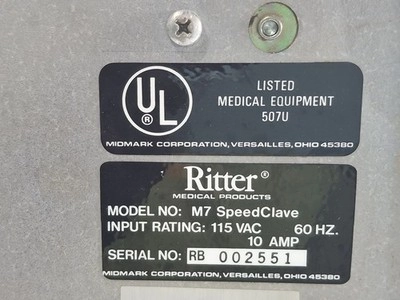 UL®
LISTED
MEDICAL EQUIPMENT
507U
MIDMARK CORPORATION, VERSAILLES, OHIO 45380
Ritter®
MEDICAL PRODUCTS
MODEL NO: M7 SpeedClave
INPUT RATING: 115 VAC 60 HZ.
10 AMP
SERIAL NO: RB 002551
MIDMARK CORPORATION, VERSAILLES, OHIO 45380